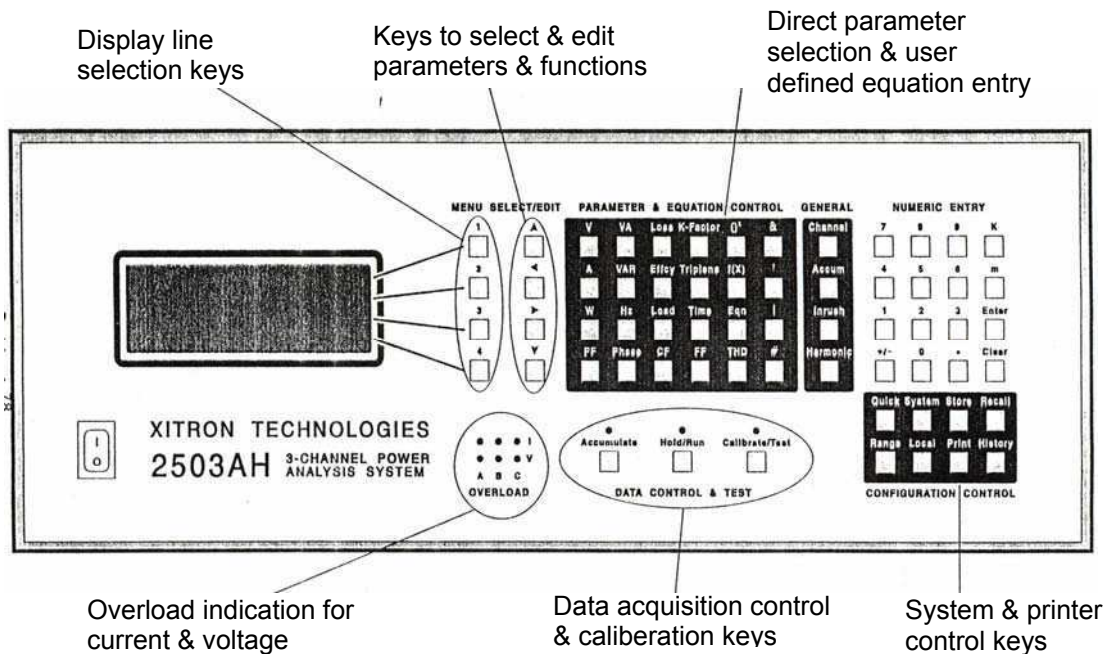 Display line
selection keys
Keys to select & edit
parameters & functions
Direct parameter
selection & user
defined equation entry
MENU SELECT/EDIT PARAMETER & EQUATION CONTROL GENERAL NUMERIC ENTRY
1 V VA Loss K-Factor & Channel 7 8 9 K
2 A VAR Effcy Triplens f(X) Accum 4 5 6 m
3 W Hz Load Time Eqn Inrush 1 2 3 Enter
4 PF Phase CF FF THD # Harmonic +/- 0 . Clear
Quick System Store Recall
Range Local Print History
CONFIGURATION CONTROL
I
O
XITRON TECHNOLOGIES
2503AH 3-CHANNEL POWER
ANALYSIS SYSTEM
I
V
A B C
OVERLOAD
Accumulate Hold/Run Calibrate/Test
DATA CONTROL & TEST
Overload indication for
current & voltage
Data acquisition control
& caliberation keys
System & printer
control keys